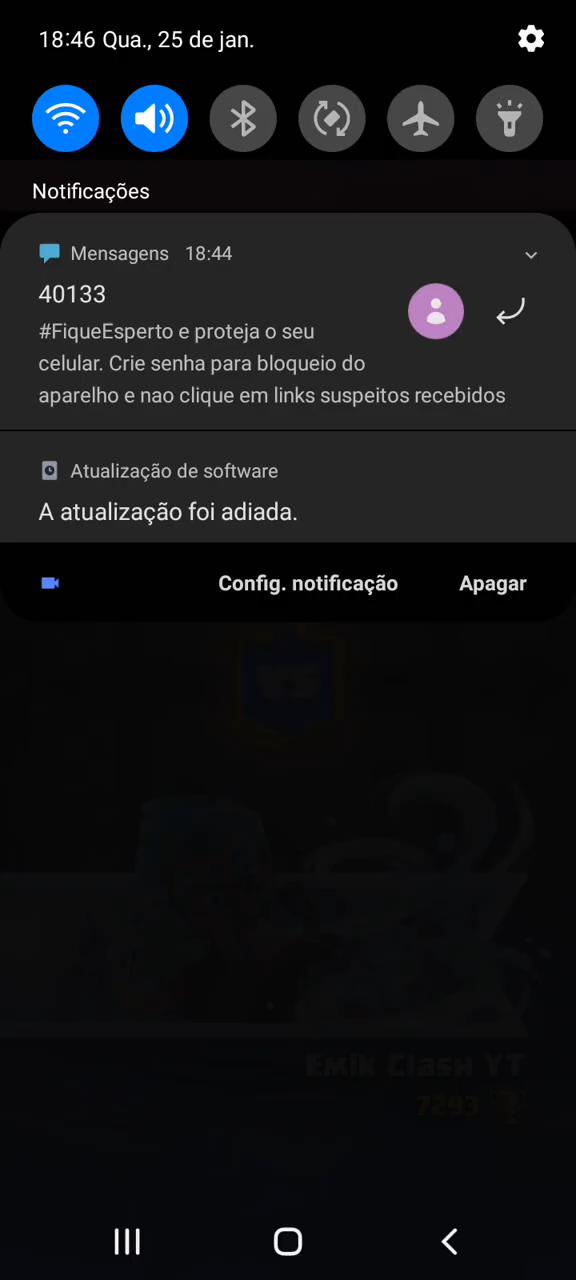 18:46 Qua., 25 de jan.
Notificações
Mensagens 18:44
40133
#FiqueEsperto e proteja o seu
celular. Crie senha para bloqueio do
aparelho e nao clique em links suspeitos recebidos
Atualização de software
A atualização foi adiada.
Config. notificação Apagar
VS
Emik Clash YT
7293